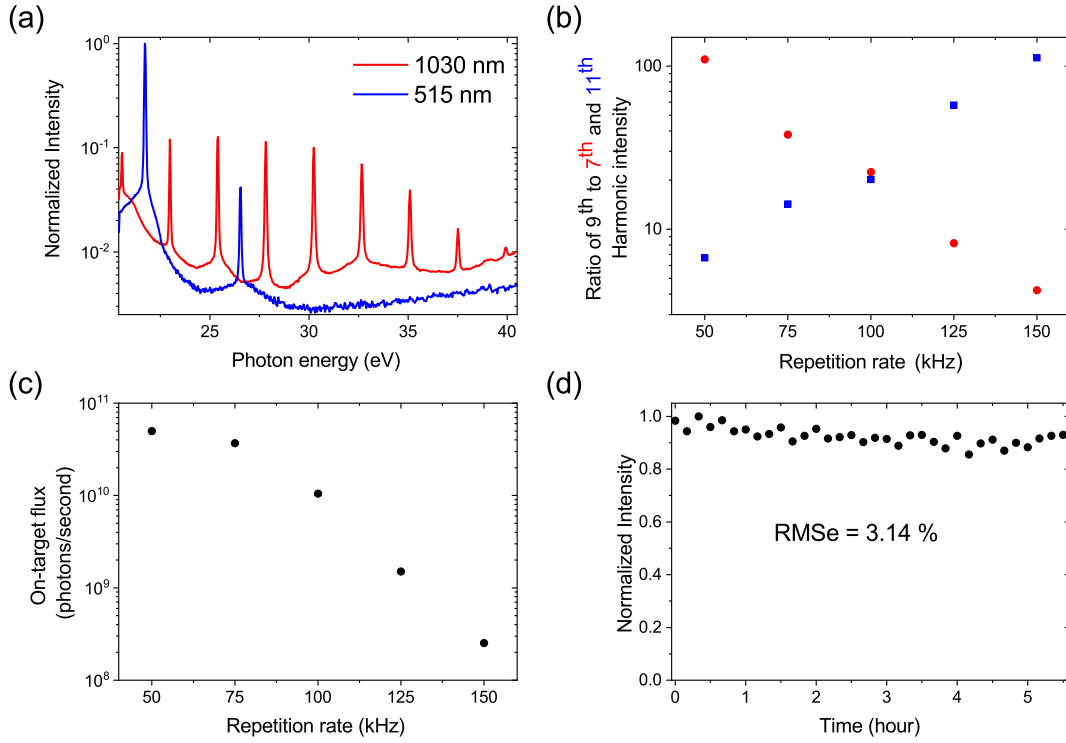 (a)
10⁰
10⁻¹
10⁻²
Normalized Intensity
1030 nm
515 nm
25 30 35 40
Photon energy (eV)
(b)
100
10
Ratio of 9ᵗʰ to 7ᵗʰ and 11ᵗʰ
Harmonic intensity
50 75 100 125 150
Repetition rate (kHz)
(c)
10¹¹
10¹⁰
10⁹
10⁸
On-target flux
(photons/second)
50 75 100 125 150
Repetition rate (kHz)
(d)
1.0
0.8
0.6
0.4
0.2
0.0
Normalized Intensity
RMSe = 3.14 %
0 1 2 3 4 5
Time (hour)